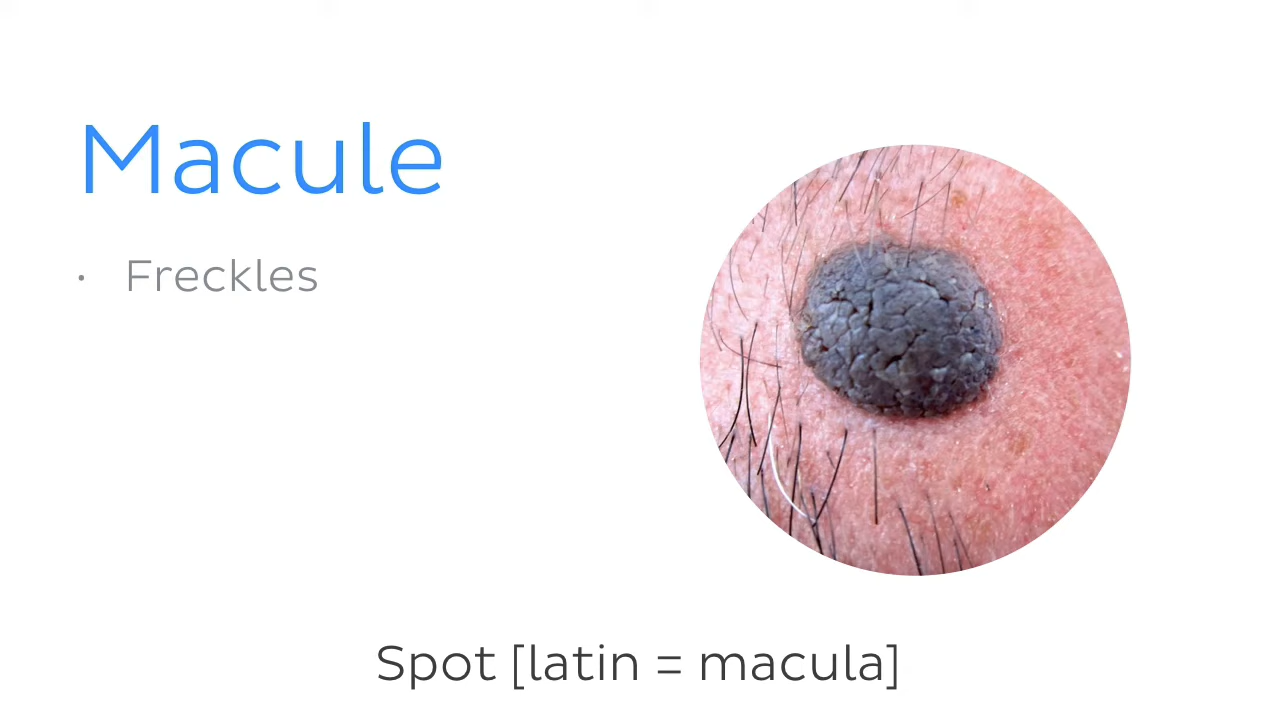 Macule
· Freckles
Spot [latin = macula]